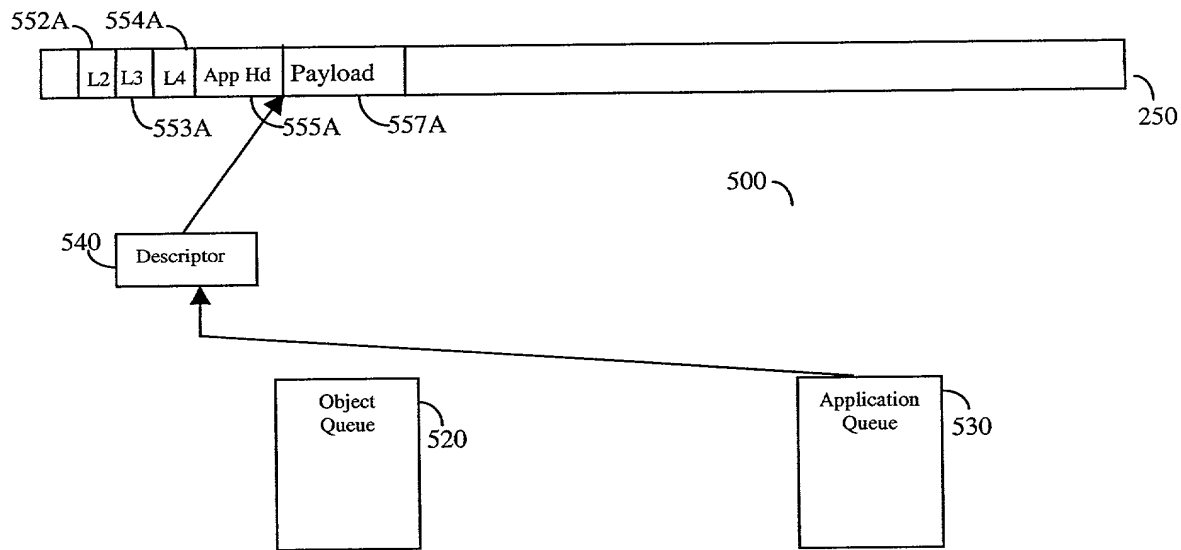 552A
554A
L2
L3
L4
App Hd
Payload
553A
555A
557A
250
500
540
Descriptor
Object
Queue
520
Application
Queue
530